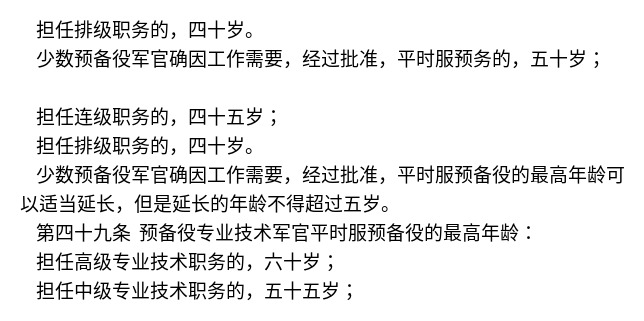 担任排级职务的，四十岁。
少数预备役军官确因工作需要，经过批准，平时服预务的，五十岁；
担任连级职务的，四十五岁；
担任排级职务的，四十岁。
少数预备役军官确因工作需要，经过批准，平时服预备役的最高年龄可
以适当延长，但是延长的年龄不得超过五岁。
第四十九条 预备役专业技术军官平时服预备役的最高年龄：
担任高级专业技术职务的，六十岁；
担任中级专业技术职务的，五十五岁；